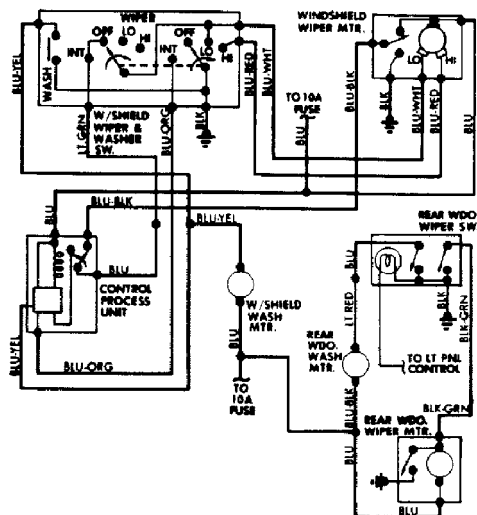 WIPER
OFF
LO
HI
INT
OFF
LO
HI
INT
WASH
BLU-YEL
LT GRN
W/SHIELD
WIPER &
WASHER
SW.
BLU-ORG
BLK
BLU-RED
BLU-WHT
TO 10A
FUSE
BLU
BLU-BLK
WINDSHIELD
WIPER MTR.
LO
HI
BLK
BLU-WHT
BLU-RED
BLU
BLU
BLU-BLK
BLU-YEL
BLU
CONTROL
PROCESS
UNIT
BLU-YEL
BLU-ORG
W/SHIELD
WASH
MTR.
BLU
TO
10A
FUSE
REAR WDO
WIPER SW
BLU
LT RED
BLK
BLK-GRN
REAR
WDO.
WASH
MTR.
TO LT PNL
CONTROL
BLU-BLK
BLK-GRN
REAR WDO.
WIPER MTR.
BLU
BLU